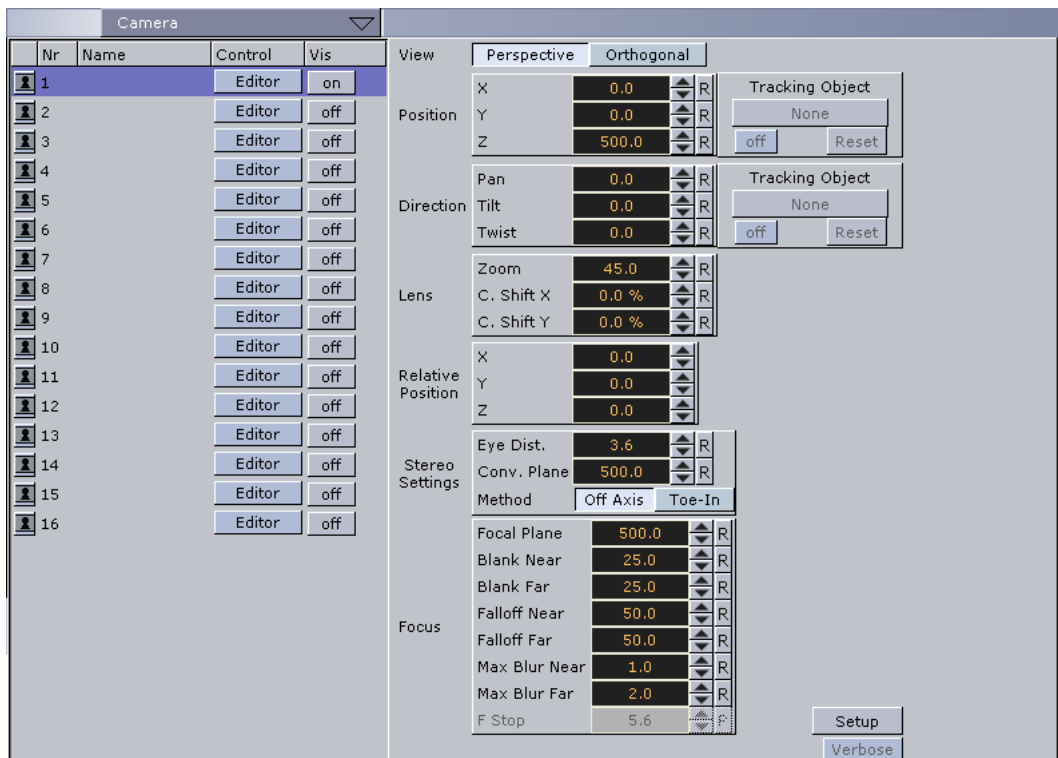 Camera
Nr Name Control Vis
1 Editor on
2 Editor off
3 Editor off
4 Editor off
5 Editor off
6 Editor off
7 Editor off
8 Editor off
9 Editor off
10 Editor off
11 Editor off
12 Editor off
13 Editor off
14 Editor off
15 Editor off
16 Editor off
View Perspective Orthogonal
Position
X 0.0 R
Y 0.0 R
Z 500.0 R
Tracking Object
None
off Reset
Direction
Pan 0.0 R
Tilt 0.0 R
Twist 0.0 R
Tracking Object
None
off Reset
Lens
Zoom 45.0 R
C. Shift X 0.0 % R
C. Shift Y 0.0 % R
Relative
Position
X 0.0
Y 0.0
Z 0.0
Stereo
Settings
Eye Dist. 3.6 R
Conv. Plane 500.0 R
Method Off Axis Toe-In
Focus
Focal Plane 500.0 R
Blank Near 25.0 R
Blank Far 25.0 R
Falloff Near 50.0 R
Falloff Far 50.0 R
Max Blur Near 1.0 R
Max Blur Far 2.0 R
F Stop 5.6 R
Setup
Verbose